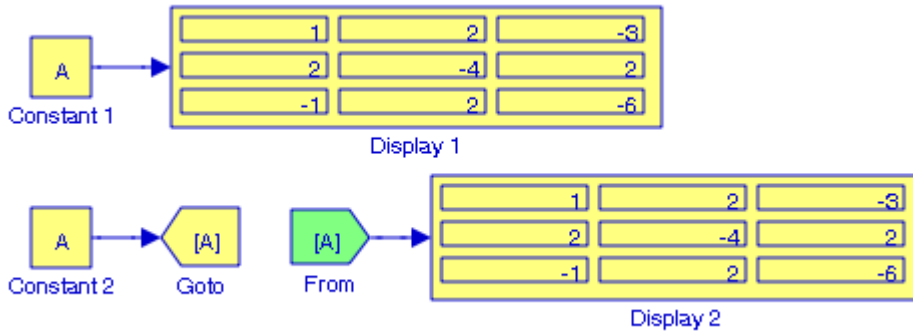 1 2 -3
A 2 -4 2
-1 2 -6
Constant 1
Display 1
1 2 -3
A [A] [A] 2 -4 2
-1 2 -6
Constant 2 Goto From
Display 2